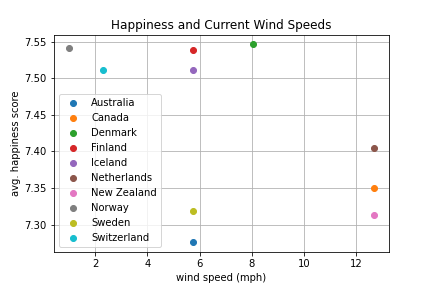 Happiness and Current Wind Speeds
avg. happiness score
7.55
7.50
7.45
7.40
7.35
7.30
Australia
Canada
Denmark
Finland
Iceland
Netherlands
New Zealand
Norway
Sweden
Switzerland
2 4 6 8 10 12
wind speed (mph)